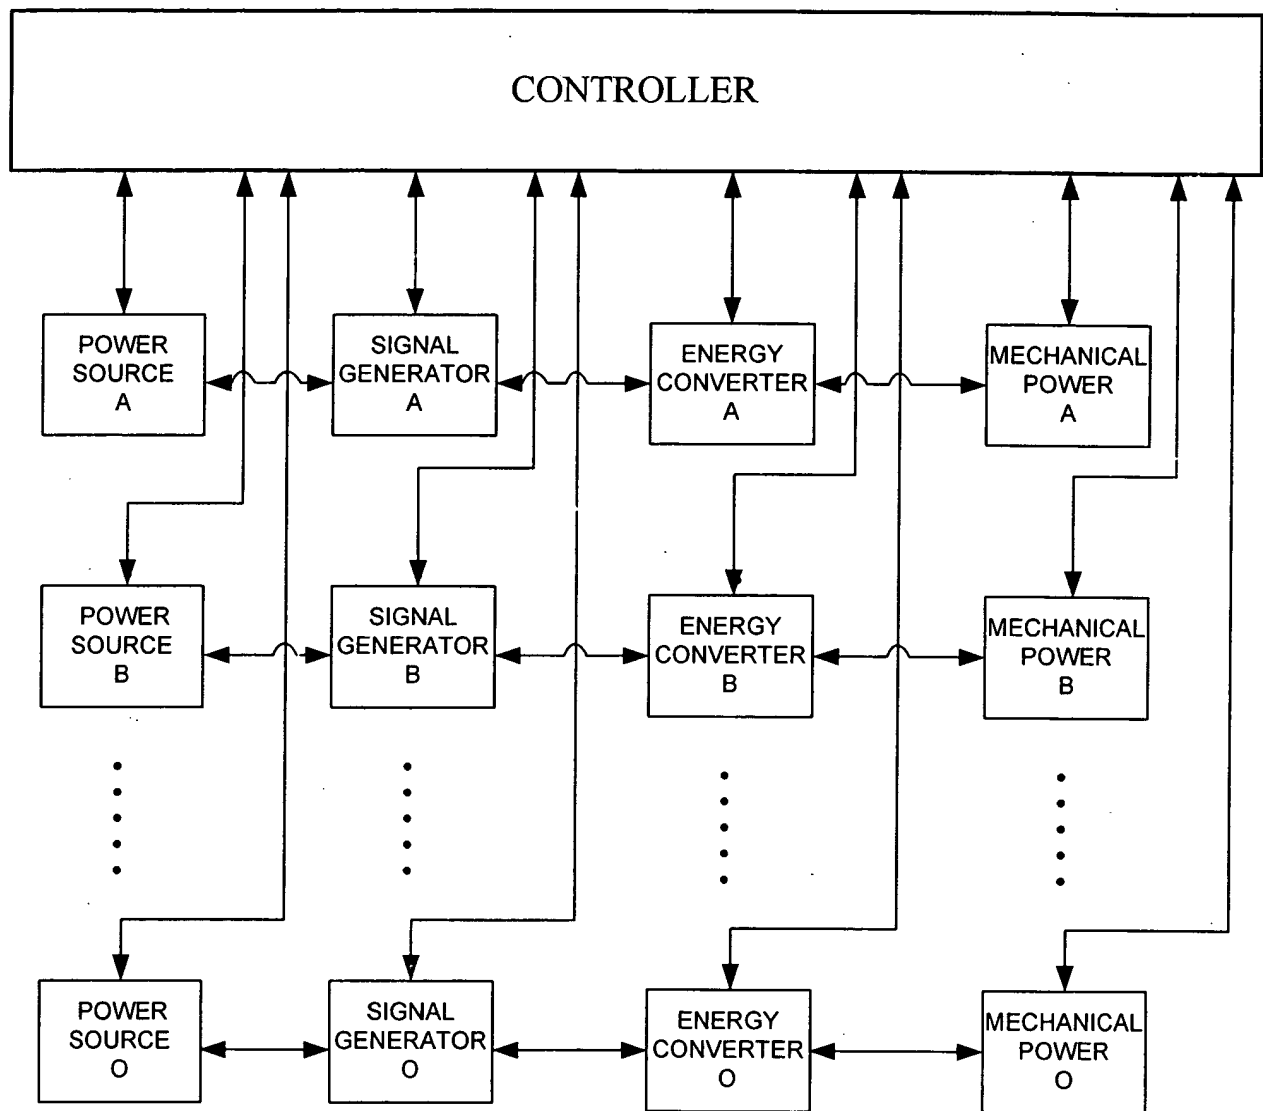 CONTROLLER
POWER
SOURCE
A
SIGNAL
GENERATOR
A
ENERGY
CONVERTER
A
MECHANICAL
POWER
A
POWER
SOURCE
B
SIGNAL
GENERATOR
B
ENERGY
CONVERTER
B
MECHANICAL
POWER
B
POWER
SOURCE
O
SIGNAL
GENERATOR
O
ENERGY
CONVERTER
O
MECHANICAL
POWER
O